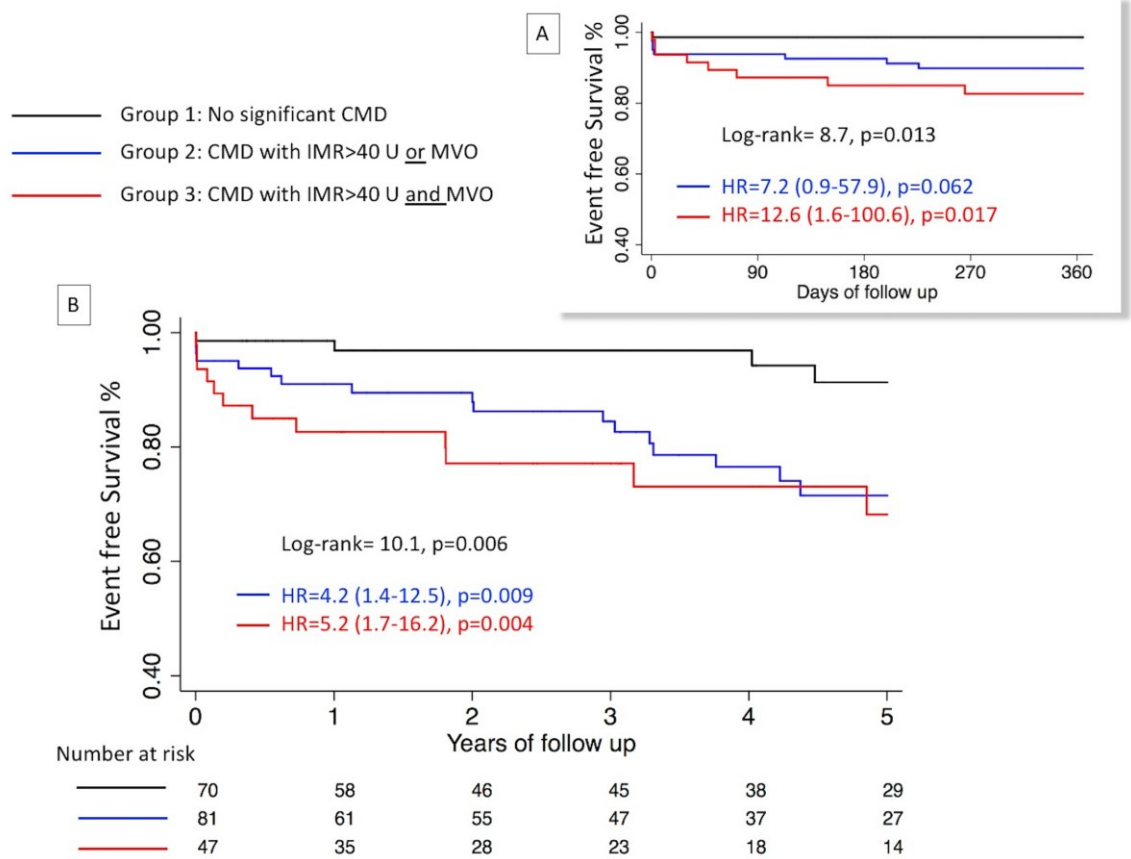 A
Event free Survival %
1.00
0.80
0.60
0.40
Log-rank= 8.7, p=0.013
HR=7.2 (0.9-57.9), p=0.062
HR=12.6 (1.6-100.6), p=0.017
0 90 180 270 360
Days of follow up
Group 1: No significant CMD
Group 2: CMD with IMR>40 U or MVO
Group 3: CMD with IMR>40 U and MVO
B
Event free Survival %
1.00
0.80
0.60
0.40
Log-rank= 10.1, p=0.006
HR=4.2 (1.4-12.5), p=0.009
HR=5.2 (1.7-16.2), p=0.004
0 1 2 3 4 5
Years of follow up
Number at risk
70 58 46 45 38 29
81 61 55 47 37 27
47 35 28 23 18 14